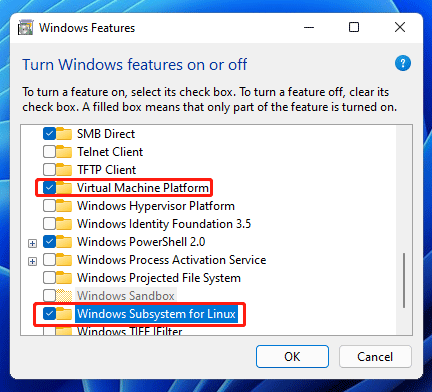 Windows Features
Turn Windows features on or off
?
To turn a feature on, select its check box. To turn a feature off, clear its
check box. A filled box means that only part of the feature is turned on.
SMB Direct
Telnet Client
TFTP Client
Virtual Machine Platform
Windows Hypervisor Platform
Windows Identity Foundation 3.5
Windows PowerShell 2.0
Windows Process Activation Service
Windows Projected File System
Windows Sandbox
Windows Subsystem for Linux
Windows TIFF IFilter
OK
Cancel